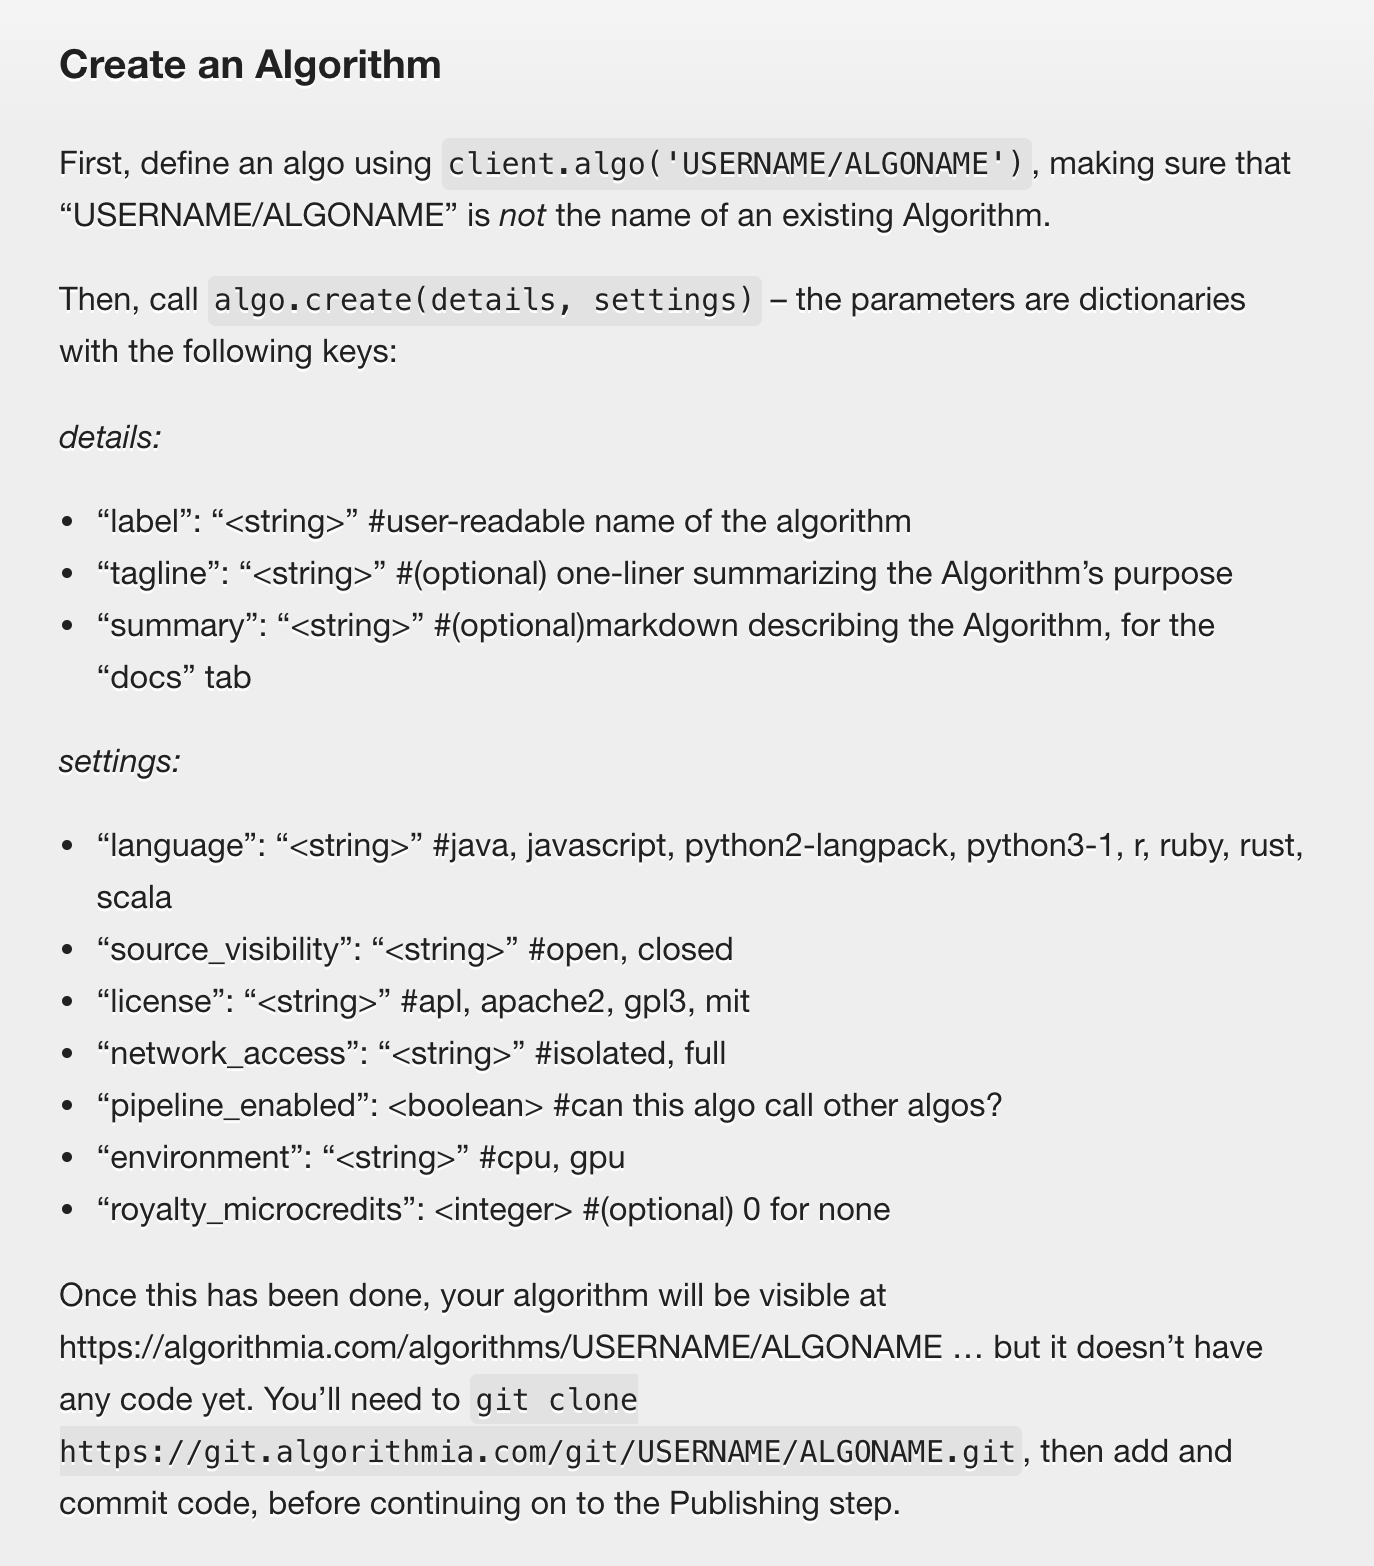 Create an Algorithm
First, define an algo using client.algo('USERNAME/ALGONAME'), making sure that
“USERNAME/ALGONAME” is not the name of an existing Algorithm.
Then, call algo.create(details, settings) – the parameters are dictionaries
with the following keys:
details:
• “label”: “<string>” #user-readable name of the algorithm
• “tagline”: “<string>” #(optional) one-liner summarizing the Algorithm’s purpose
• “summary”: “<string>” #(optional)markdown describing the Algorithm, for the
“docs” tab
settings:
• “language”: “<string>” #java, javascript, python2-langpack, python3-1, r, ruby, rust,
scala
• “source_visibility”: “<string>” #open, closed
• “license”: “<string>” #apl, apache2, gpl3, mit
• “network_access”: “<string>” #isolated, full
• “pipeline_enabled”: <boolean> #can this algo call other algos?
• “environment”: “<string>” #cpu, gpu
• “royalty_microcredits”: <integer> #(optional) 0 for none
Once this has been done, your algorithm will be visible at
https://algorithmia.com/algorithms/USERNAME/ALGONAME … but it doesn’t have
any code yet. You’ll need to git clone
https://git.algorithmia.com/git/USERNAME/ALGONAME.git, then add and
commit code, before continuing on to the Publishing step.